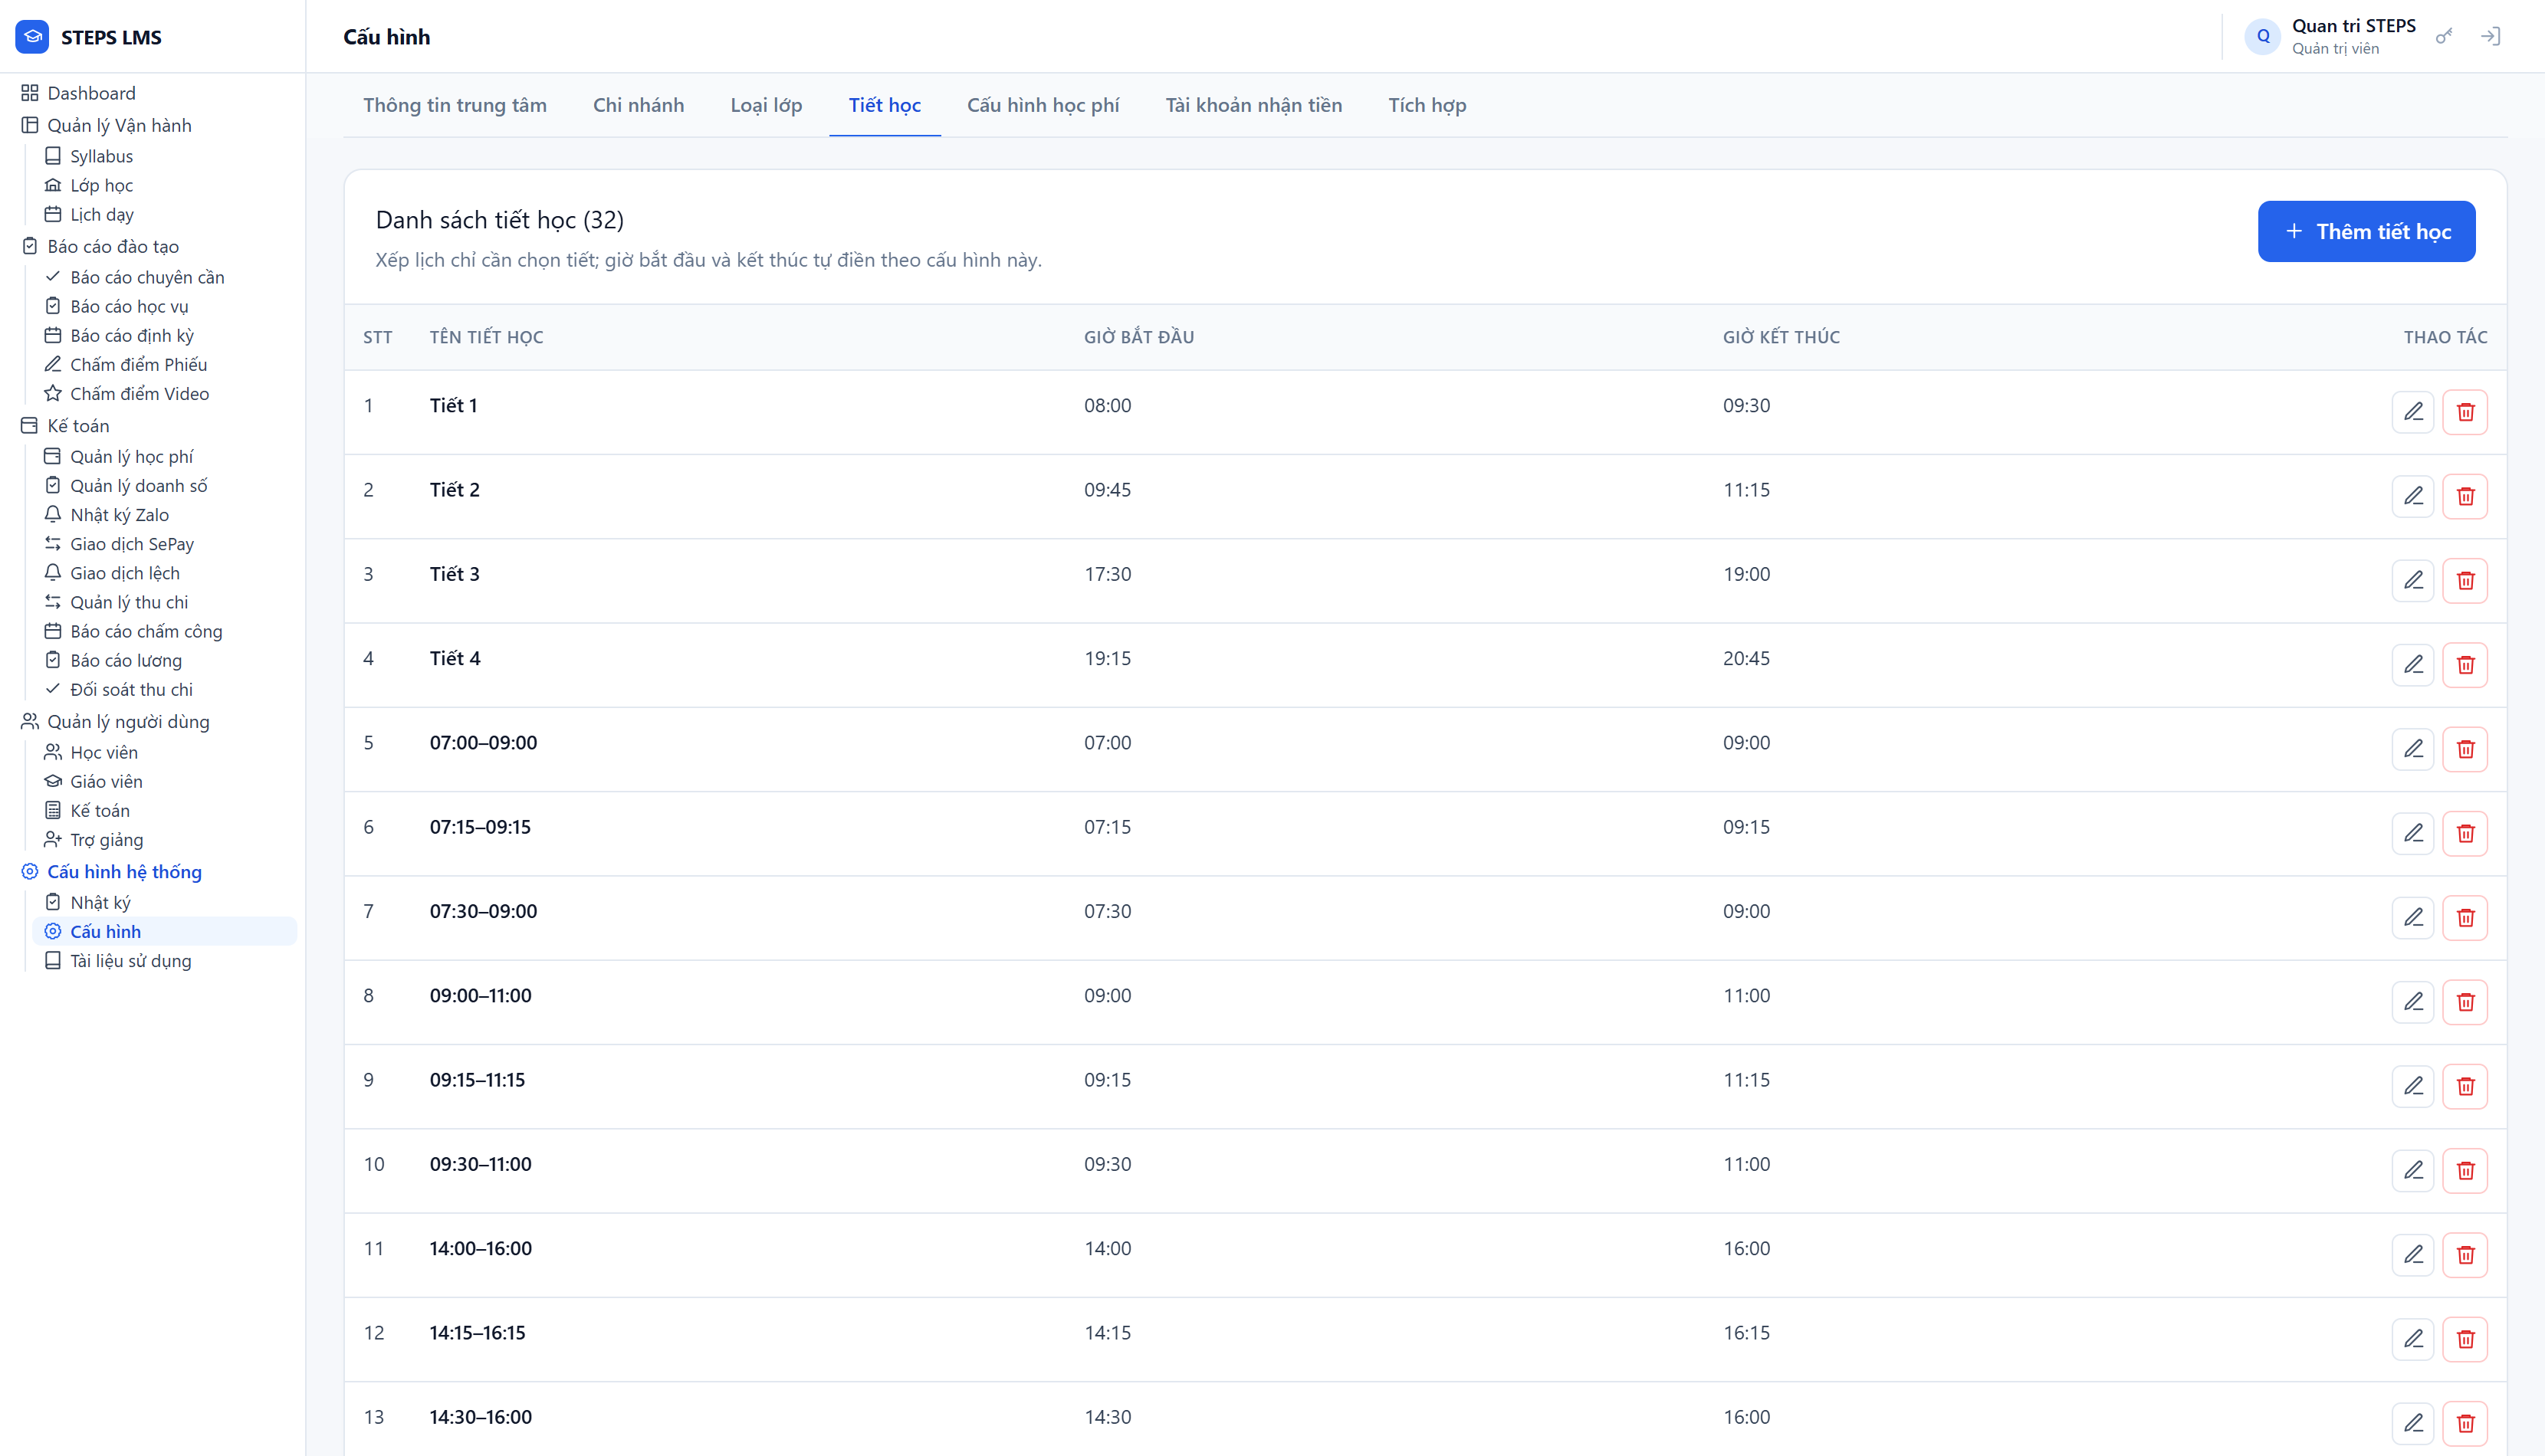 STEPS LMS
Cấu hình
Q
Quan tri STEPS
Quản trị viên
Dashboard
Quản lý Vận hành
Syllabus
Lớp học
Lịch dạy
Báo cáo đào tạo
Báo cáo chuyên cần
Báo cáo học vụ
Báo cáo định kỳ
Chấm điểm Phiếu
Chấm điểm Video
Kế toán
Quản lý học phí
Quản lý doanh số
Nhật ký Zalo
Giao dịch SePay
Giao dịch lệch
Quản lý thu chi
Báo cáo chấm công
Báo cáo lương
Đối soát thu chi
Quản lý người dùng
Học viên
Giáo viên
Kế toán
Trợ giảng
Cấu hình hệ thống
Nhật ký
Cấu hình
Tài liệu sử dụng
Thông tin trung tâm Chi nhánh Loại lớp Tiết học Cấu hình học phí Tài khoản nhận tiền Tích hợp
Danh sách tiết học (32)
Xếp lịch chỉ cần chọn tiết; giờ bắt đầu và kết thúc tự điền theo cấu hình này.
+ Thêm tiết học
STT TÊN TIẾT HỌC GIỜ BẮT ĐẦU GIỜ KẾT THÚC THAO TÁC
1 Tiết 1 08:00 09:30
2 Tiết 2 09:45 11:15
3 Tiết 3 17:30 19:00
4 Tiết 4 19:15 20:45
5 07:00–09:00 07:00 09:00
6 07:15–09:15 07:15 09:15
7 07:30–09:00 07:30 09:00
8 09:00–11:00 09:00 11:00
9 09:15–11:15 09:15 11:15
10 09:30–11:00 09:30 11:00
11 14:00–16:00 14:00 16:00
12 14:15–16:15 14:15 16:15
13 14:30–16:00 14:30 16:00